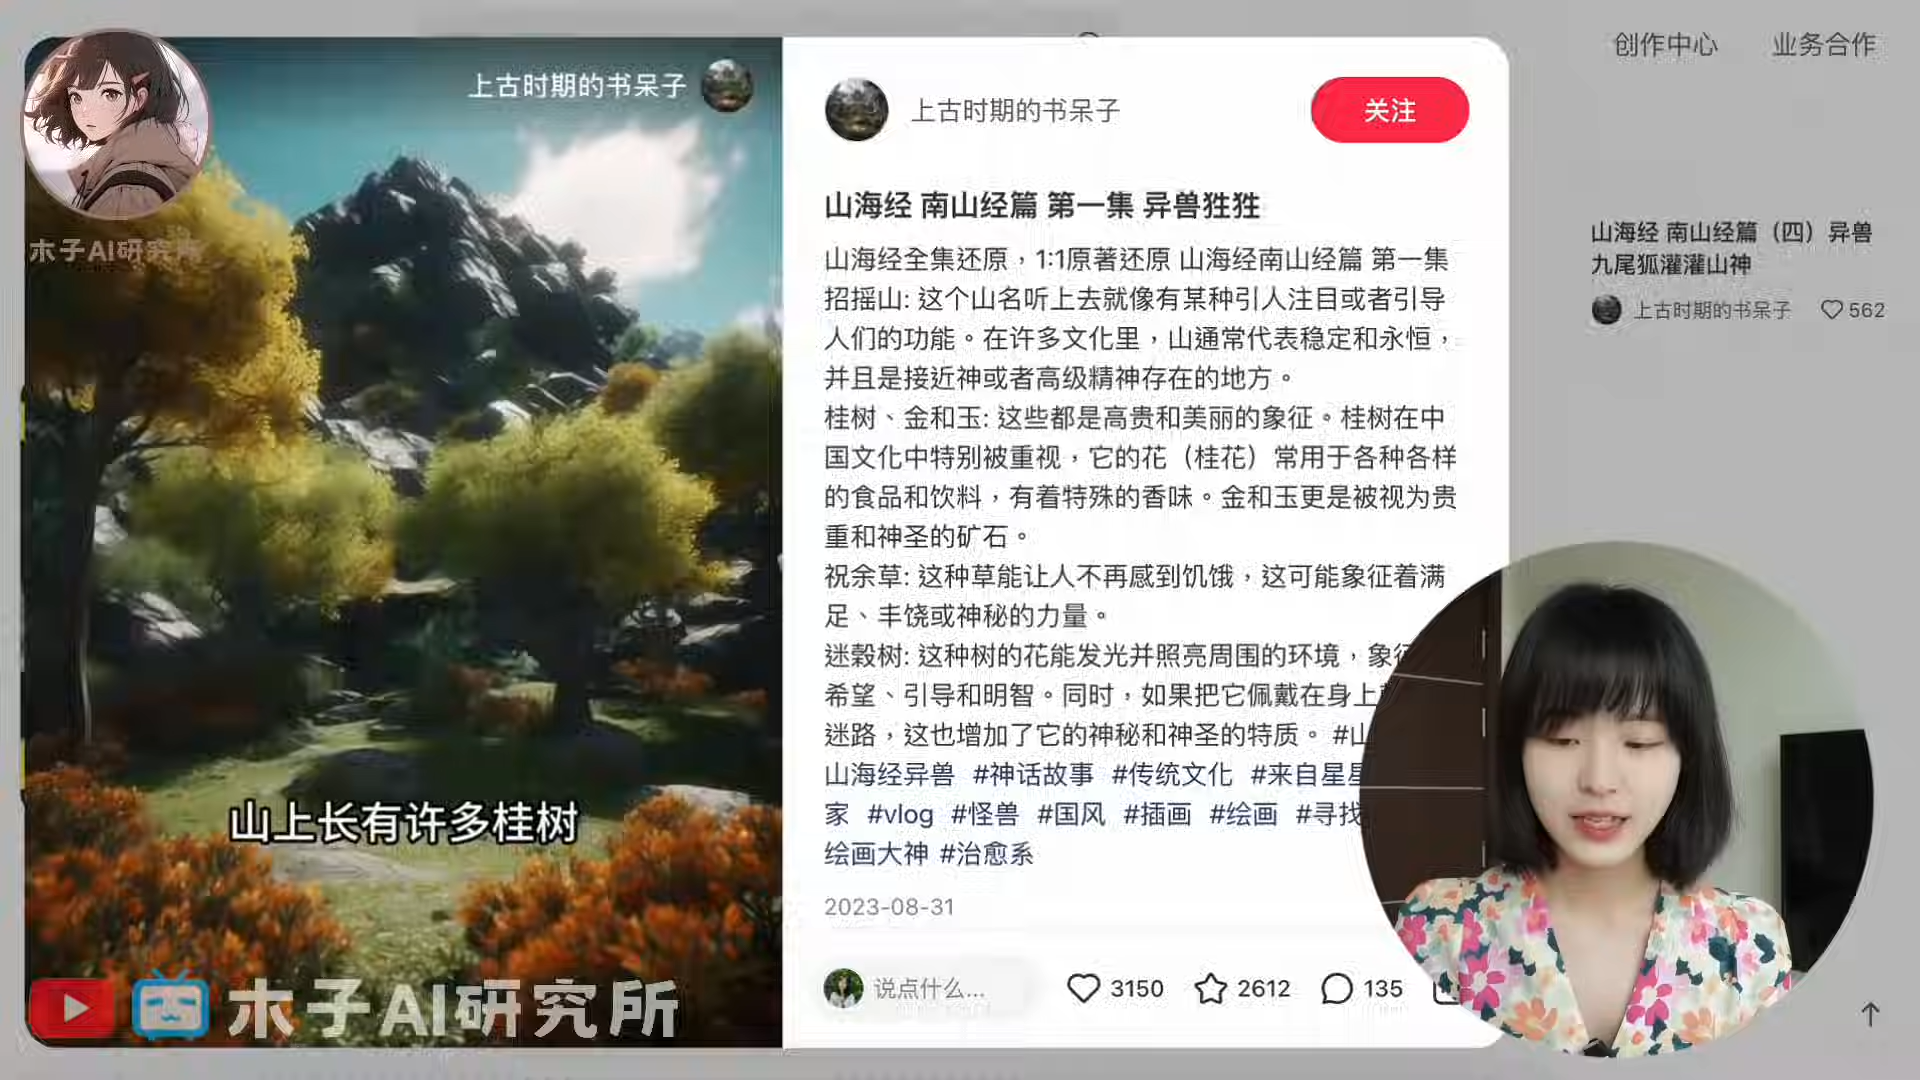 创作中心
业务合作
上古时期的书呆子
木子AI研究所
山上长有许多桂树
木子AI研究所
上古时期的书呆子
关注
山海经 南山经篇 第一集 异兽狌狌
山海经全集还原，1:1原著还原 山海经南山经篇 第一集
招摇山: 这个山名听上去就像有某种引人注目或者引导
人们的功能。在许多文化里，山通常代表稳定和永恒，
并且是接近神或者高级精神存在的地方。
桂树、金和玉: 这些都是高贵和美丽的象征。桂树在中
国文化中特别被重视，它的花（桂花）常用于各种各样
的食品和饮料，有着特殊的香味。金和玉更是被视为贵
重和神圣的矿石。
祝余草: 这种草能让人不再感到饥饿，这可能象征着满
足、丰饶或神秘的力量。
迷穀树: 这种树的花能发光并照亮周围的环境，象征
希望、引导和明智。同时，如果把它佩戴在身上
迷路，这也增加了它的神秘和神圣的特质。 #山
山海经异兽 #神话故事 #传统文化 #来自星星
家 #vlog #怪兽 #国风 #插画 #绘画 #寻找
绘画大神 #治愈系
2023-08-31
说点什么...
3150
2612
135
山海经 南山经篇（四）异兽
九尾狐灌灌山神
上古时期的书呆子
562